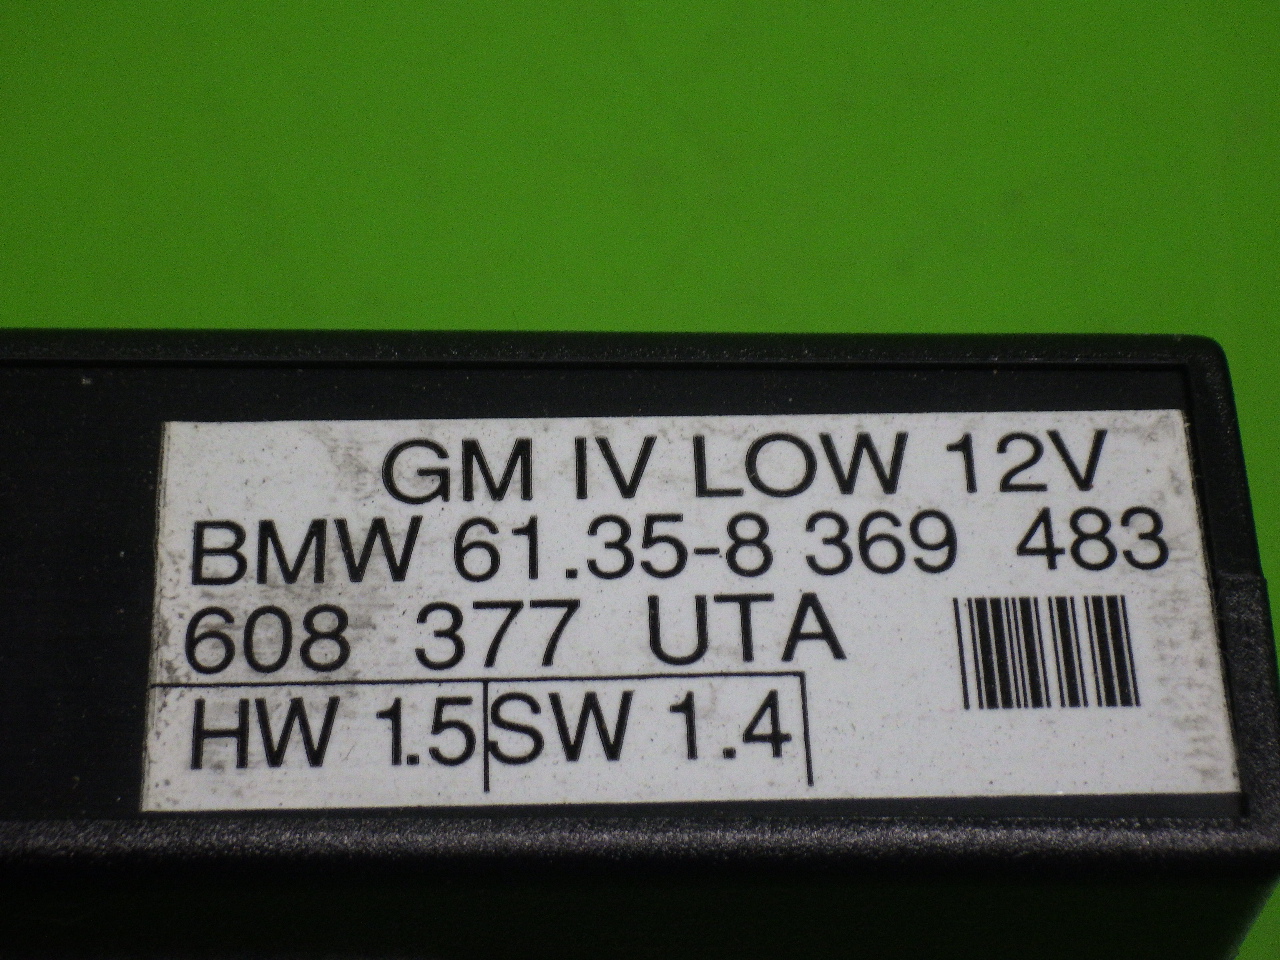 GM IV LOW 12V
BMW 61.35-8 369 483
608 377 UTA
HW 1.5 SW 1.4